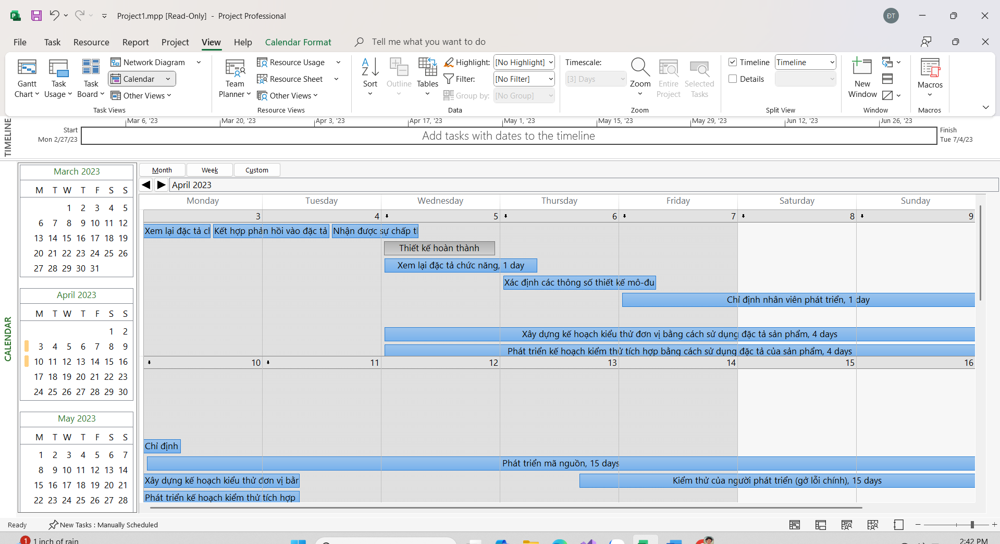 Project1.mpp [Read-Only] - Project Professional
ĐT
File Task Resource Report Project View Help Calendar Format Tell me what you want to do
Gantt Chart
Task Usage
Task Board
Network Diagram
Calendar
Other Views
Task Views
Team Planner
Resource Usage
Resource Sheet
Other Views
Resource Views
A Z Sort
Outline
Tables
Highlight: [No Highlight]
Filter: [No Filter]
Group by: [No Group]
Data
Timescale:
[3] Days
Zoom
Entire Project
Selected Tasks
Zoom
Timeline Timeline
Details
Split View
New Window
Window
Macros
Macros
TIMELINE
Mar 6, '23 Mar 20, '23 Apr 3, '23 Apr 17, '23 May 1, '23 May 15, '23 May 29, '23 Jun 12, '23 Jun 26, '23
Start
Mon 2/27/23
Add tasks with dates to the timeline
Finish
Tue 7/4/23
CALENDAR
March 2023
M T W T F S S
1 2 3 4 5
6 7 8 9 10 11 12
13 14 15 16 17 18 19
20 21 22 23 24 25 26
27 28 29 30 31
April 2023
M T W T F S S
1 2
3 4 5 6 7 8 9
10 11 12 13 14 15 16
17 18 19 20 21 22 23
24 25 26 27 28 29 30
May 2023
M T W T F S S
1 2 3 4 5 6 7
8 9 10 11 12 13 14
15 16 17 18 19 20 21
22 23 24 25 26 27 28
Month Week Custom
April 2023
Monday Tuesday Wednesday Thursday Friday Saturday Sunday
3 4 5 6 7 8 9
Xem lại đặc tả cl Kết hợp phản hồi vào đặc tả Nhận được sự chấp tl
Thiết kế hoàn thành
Xem lại đặc tả chức năng, 1 day
Xác định các thông số thiết kế mô-đu
Chỉ định nhân viên phát triển, 1 day
Xây dựng kế hoạch kiểu thử đơn vị bằng cách sử dụng đặc tả sản phẩm, 4 days
Phát triển kế hoạch kiểm thử tích hợp bằng cách sử dụng đặc tả của sản phẩm, 4 days
10 11 12 13 14 15 16
Chỉ định
Phát triển mã nguồn, 15 days
Xây dựng kế hoạch kiểu thử đơn vị bằr Kiểm thử của người phát triển (gở lỗi chính), 15 days
Phát triển kế hoạch kiểm thử tích hợp
Ready New Tasks : Manually Scheduled
1 1 inch of rain
2:42 PM